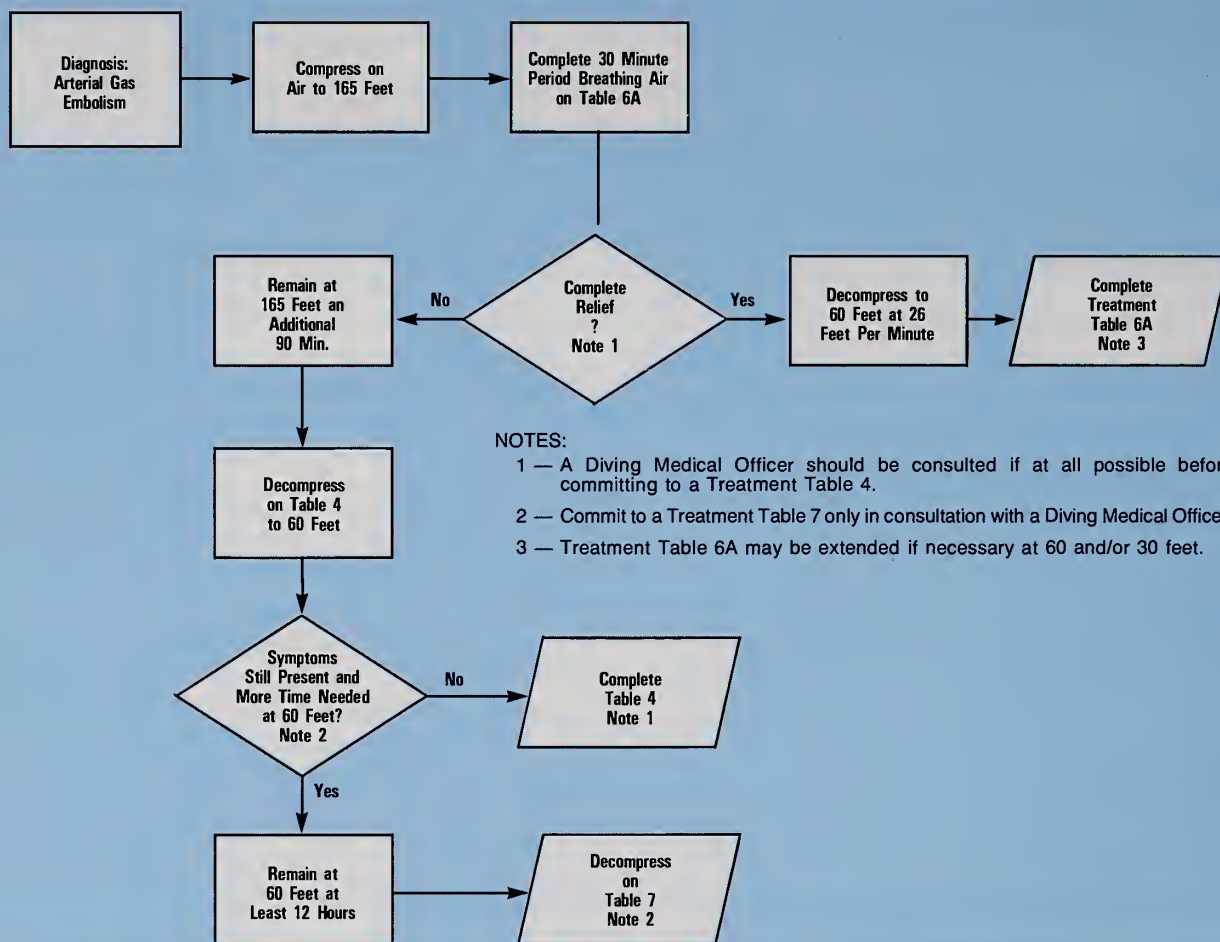 Diagnosis:
Arterial Gas
Embolism
Compress on
Air to 165 Feet
Complete 30 Minute
Period Breathing Air
on Table 6A
Complete
Relief
?
Note 1
No
Yes
Remain at
165 Feet an
Additional
90 Min.
Decompress to
60 Feet at 26
Feet Per Minute
Complete
Treatment
Table 6A
Note 3
NOTES:
1 — A Diving Medical Officer should be consulted if at all possible befor
committing to a Treatment Table 4.
2 — Commit to a Treatment Table 7 only in consultation with a Diving Medical Office
3 — Treatment Table 6A may be extended if necessary at 60 and/or 30 feet.
Decompress
on Table 4
to 60 Feet
Symptoms
Still Present and
More Time Needed
at 60 Feet?
Note 2
No
Complete
Table 4
Note 1
Yes
Remain at
60 Feet at
Least 12 Hours
Decompress
on
Table 7
Note 2